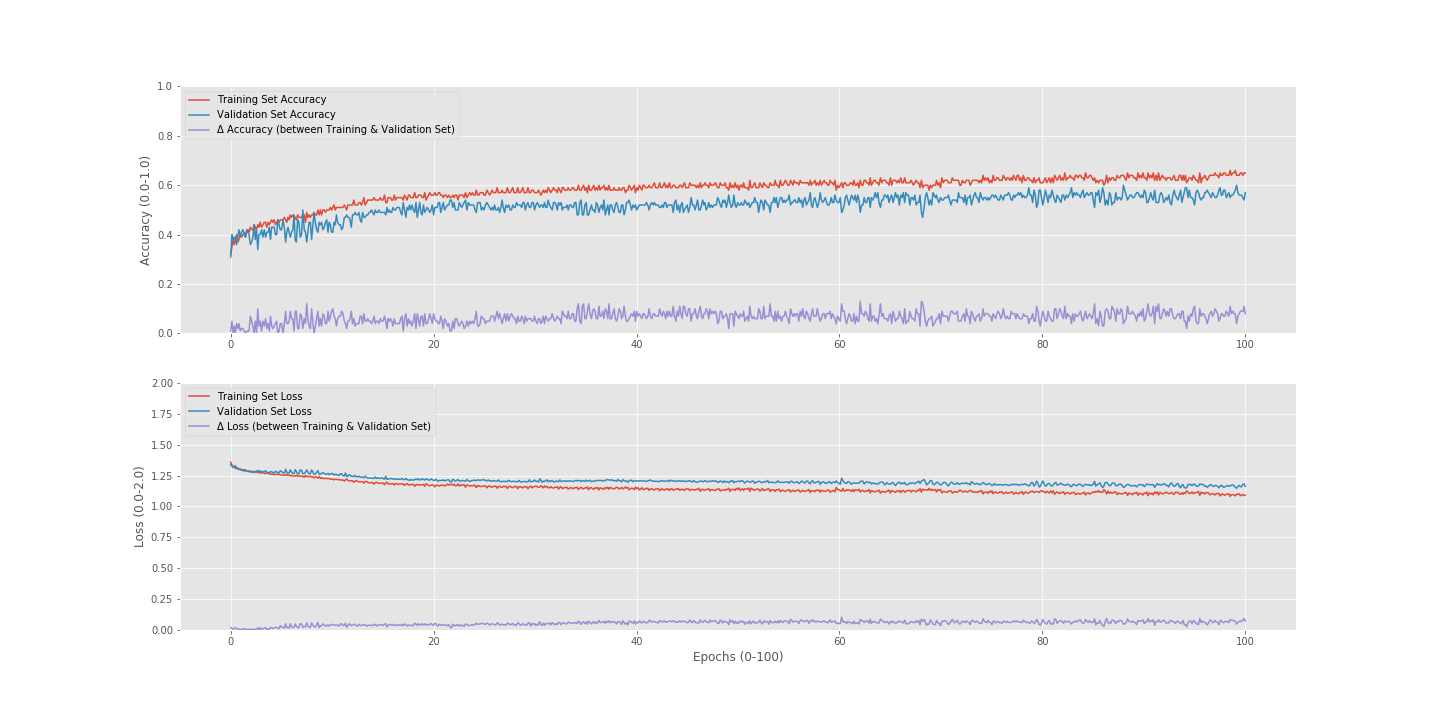 1.0
0.8
0.6
0.4
0.2
0.0
Accuracy (0.0-1.0)
Training Set Accuracy
Validation Set Accuracy
Δ Accuracy (between Training & Validation Set)
0 20 40 60 80 100
2.00
1.75
1.50
1.25
1.00
0.75
0.50
0.25
0.00
Loss (0.0-2.0)
Training Set Loss
Validation Set Loss
Δ Loss (between Training & Validation Set)
0 20 40 60 80 100
Epochs (0-100)